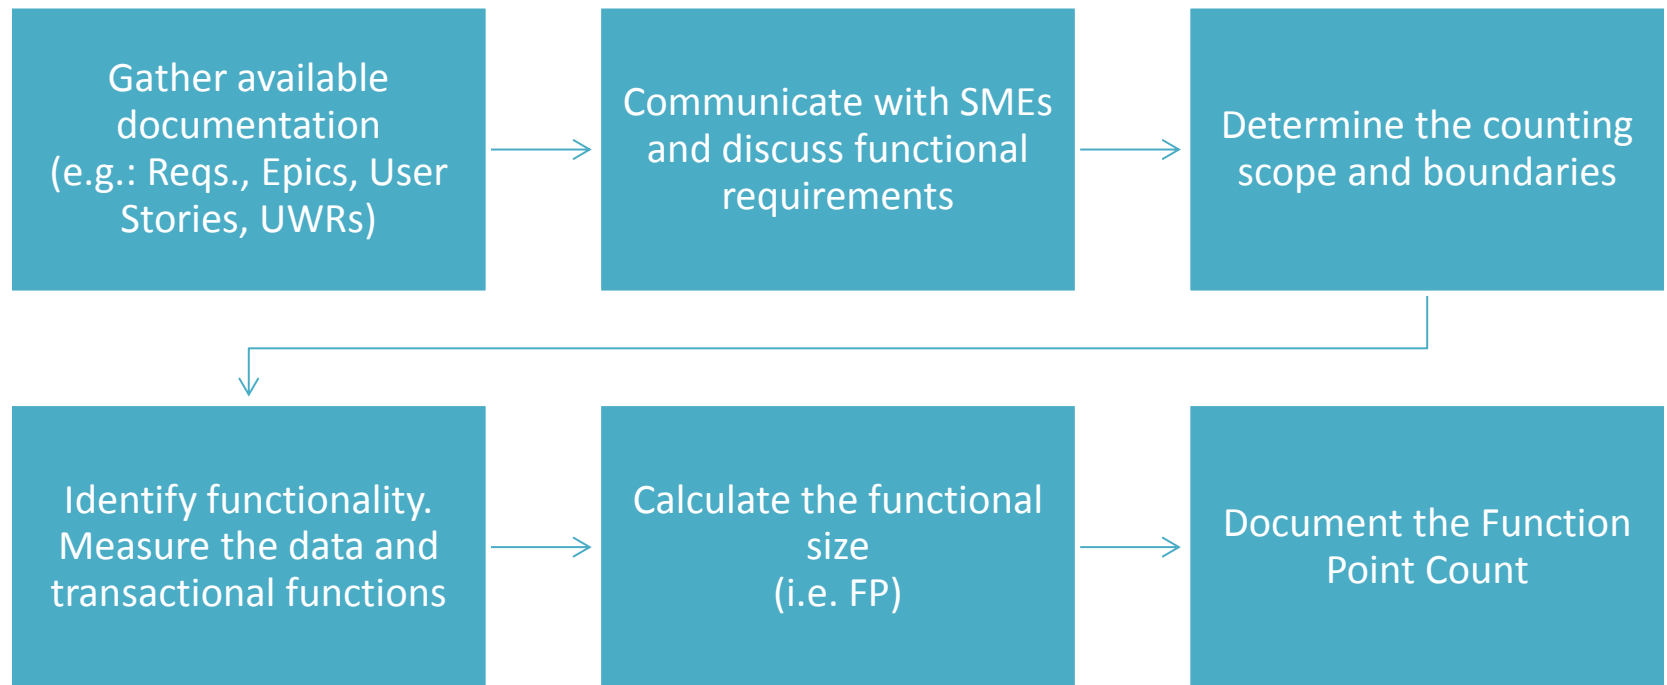 Gather available
documentation
(e.g.: Reqs., Epics, User
Stories, UWRs)
Communicate with SMEs
and discuss functional
requirements
Determine the counting
scope and boundaries
Identify functionality.
Measure the data and
transactional functions
Calculate the functional
size
(i.e. FP)
Document the Function
Point Count